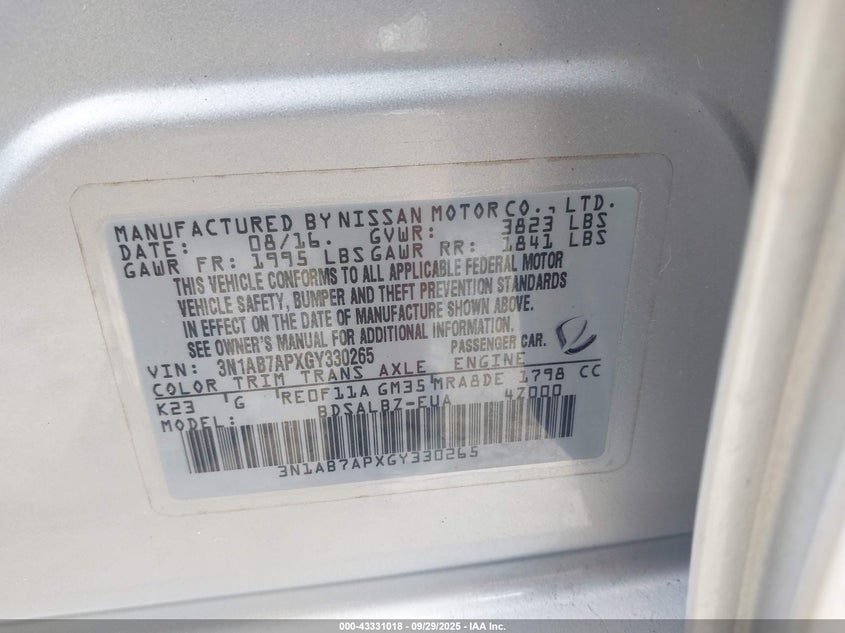 MANUFACTURED BY NISSAN MOTOR CO., LTD.
DATE: 08/16. GVWR: 3823 LBS
GAWR FR: 1995 LBS GAWR RR: 1841 LBS
THIS VEHICLE CONFORMS TO ALL APPLICABLE FEDERAL MOTOR
VEHICLE SAFETY, BUMPER AND THEFT PREVENTION STANDARDS
IN EFFECT ON THE DATE OF MANUFACTURE SHOWN ABOVE.
SEE OWNER'S MANUAL FOR ADDITIONAL INFORMATION.
VIN: 3N1AB7APXGY330265 PASSENGER CAR.
COLOR TRIM TRANS AXLE ENGINE
K23 G RE0F11A GM35 MRA8DE 1798 CC
MODEL: BDSALBZ-EUA 4Z000
3N1AB7APXGY330265
000-43331018 - 09/29/2025 - IAA Inc.